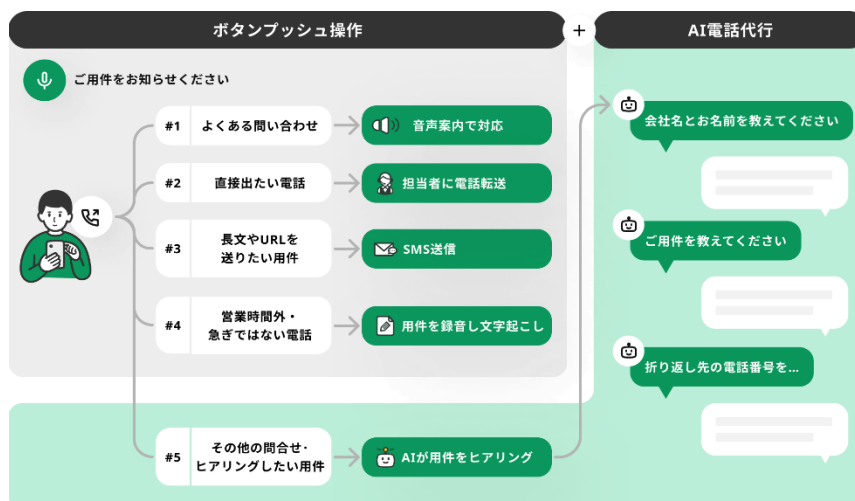 ボタンプッシュ操作
+
AI電話代行
ご用件をお知らせください
#1
よくある問い合わせ
音声案内で対応
#2
直接出たい電話
担当者に電話転送
#3
長文やURLを
送りたい用件
SMS送信
#4
営業時間外・
急ぎではない電話
用件を録音し文字起こし
#5
その他の問合せ・
ヒアリングしたい用件
AIが用件をヒアリング
会社名とお名前を教えてください
ご用件を教えてください
折り返し先の電話番号を...